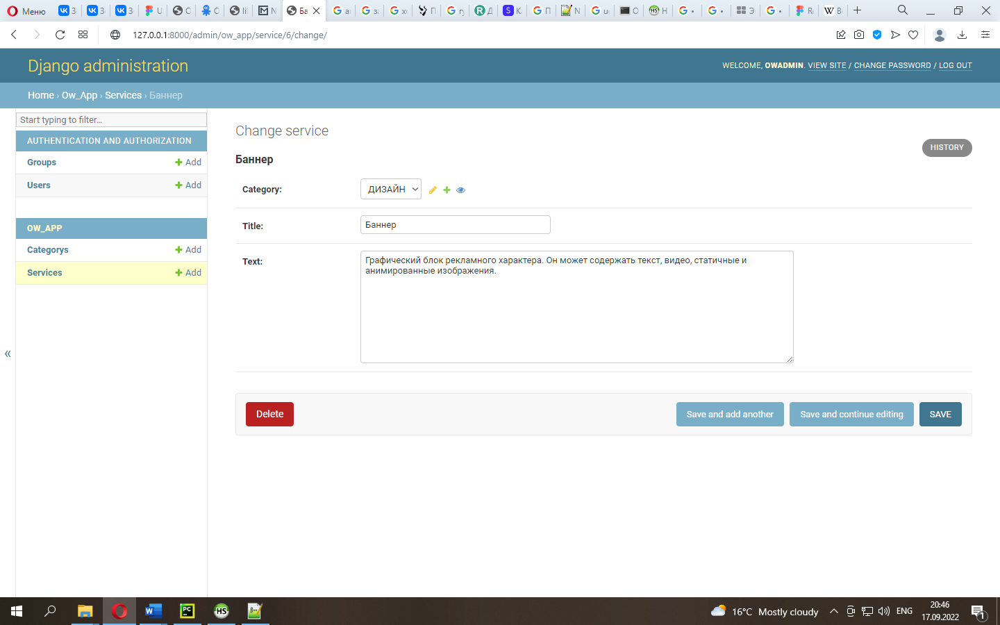 Меню
127.0.0.1:8000/admin/ow_app/service/6/change/
Django administration
WELCOME, OWADMIN. VIEW SITE / CHANGE PASSWORD / LOG OUT
Home › Ow_App › Services › Баннер
Start typing to filter...
AUTHENTICATION AND AUTHORIZATION
Groups
Add
Users
Add
OW_APP
Categorys
Add
Services
Add
«
Change service
HISTORY
Баннер
Category:
ДИЗАЙН
Title:
Баннер
Text:
Графический блок рекламного характера. Он может содержать текст, видео, статичные и
анимированные изображения.
Delete
Save and add another
Save and continue editing
SAVE
16°C Mostly cloudy
ENG
20:46
17.09.2022
1